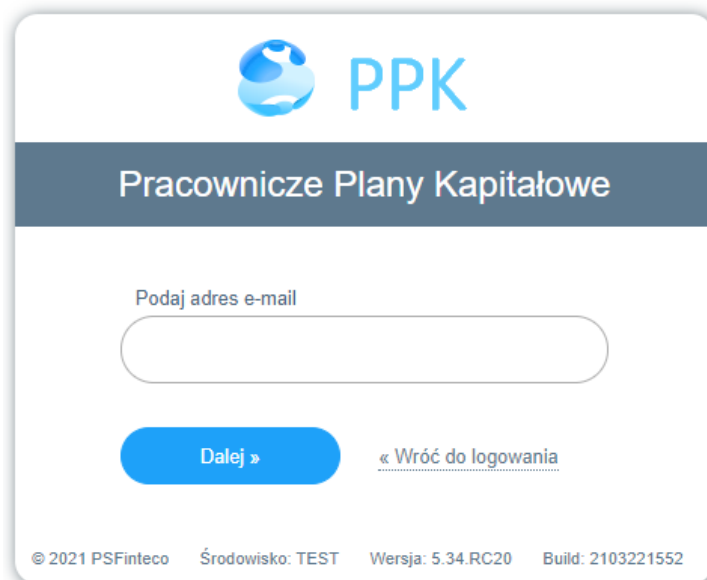 PPK
Pracownicze Plany Kapitałowe
Podaj adres e-mail
Dalej »
« Wróć do logowania
© 2021 PSFinteco Środowisko: TEST Wersja: 5.34.RC20 Build: 2103221552